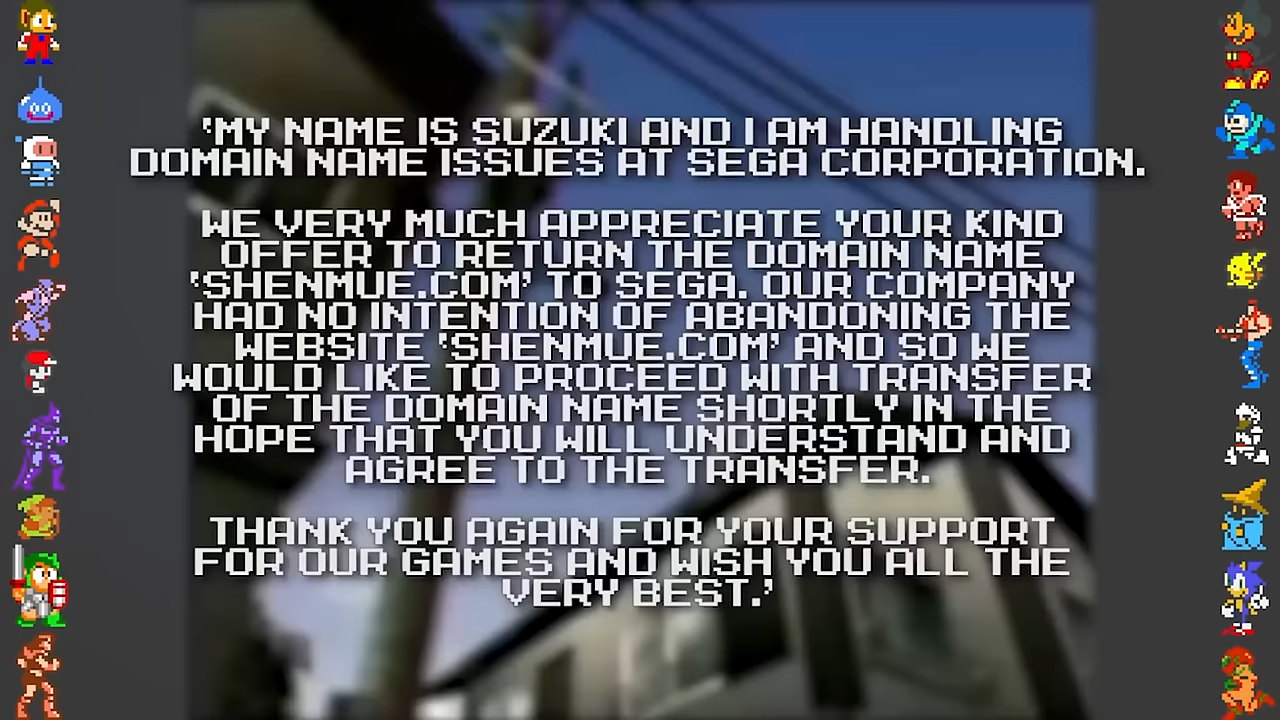 ‘MY NAME IS SUZUKI AND I AM HANDLING
DOMAIN NAME ISSUES AT SEGA CORPORATION.
WE VERY MUCH APPRECIATE YOUR KIND
OFFER TO RETURN THE DOMAIN NAME
‘SHENMUE.COM’ TO SEGA. OUR COMPANY
HAD NO INTENTION OF ABANDONING THE
WEBSITE ‘SHENMUE.COM’ AND SO WE
WOULD LIKE TO PROCEED WITH TRANSFER
OF THE DOMAIN NAME SHORTLY IN THE
HOPE THAT YOU WILL UNDERSTAND AND
AGREE TO THE TRANSFER.
THANK YOU AGAIN FOR YOUR SUPPORT
FOR OUR GAMES AND WISH YOU ALL THE
VERY BEST.’